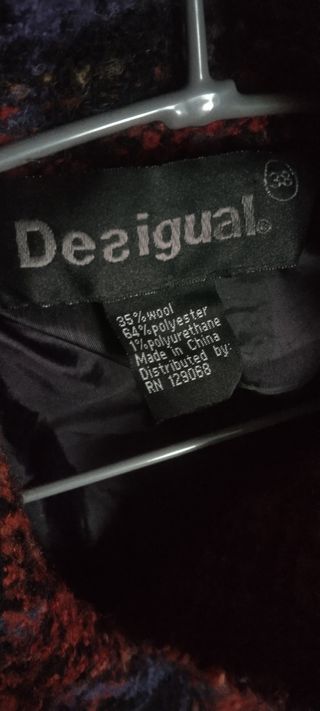 Desigual.©
38
35%wool
64%polyester
1%polyurethane
Made in China
Distributed by:
RN 129068